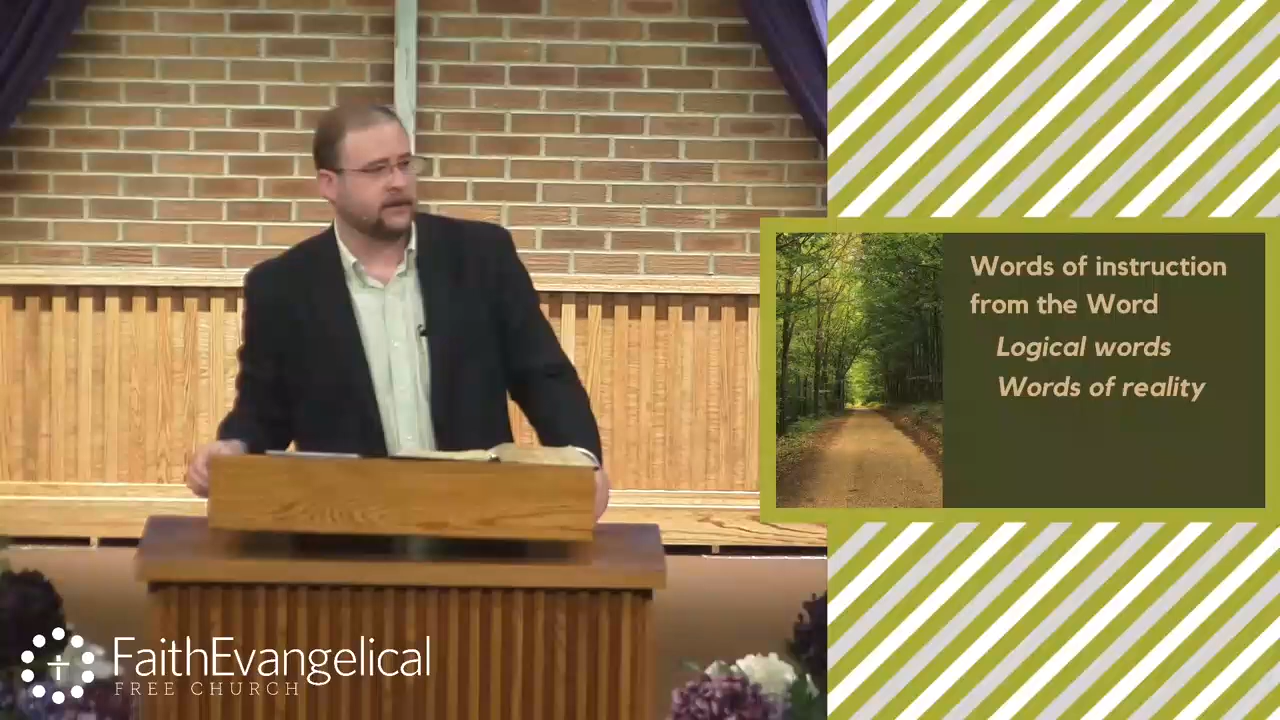 Words of instruction
from the Word
Logical words
Words of reality
FaithEvangelical
FREE CHURCH